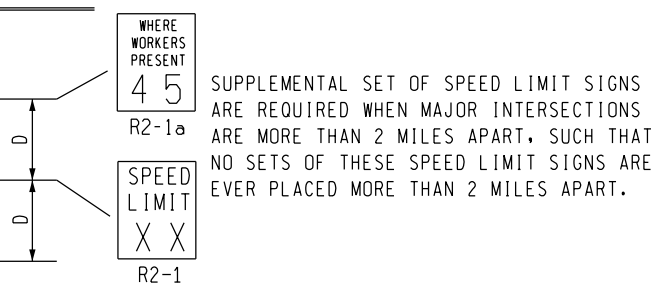 WHERE
WORKERS
PRESENT
4 5
R2-1a
SUPPLEMENTAL SET OF SPEED LIMIT SIGNS
ARE REQUIRED WHEN MAJOR INTERSECTIONS
ARE MORE THAN 2 MILES APART, SUCH THAT
NO SETS OF THESE SPEED LIMIT SIGNS ARE
EVER PLACED MORE THAN 2 MILES APART.
D
SPEED
LIMIT
X X
R2-1
D